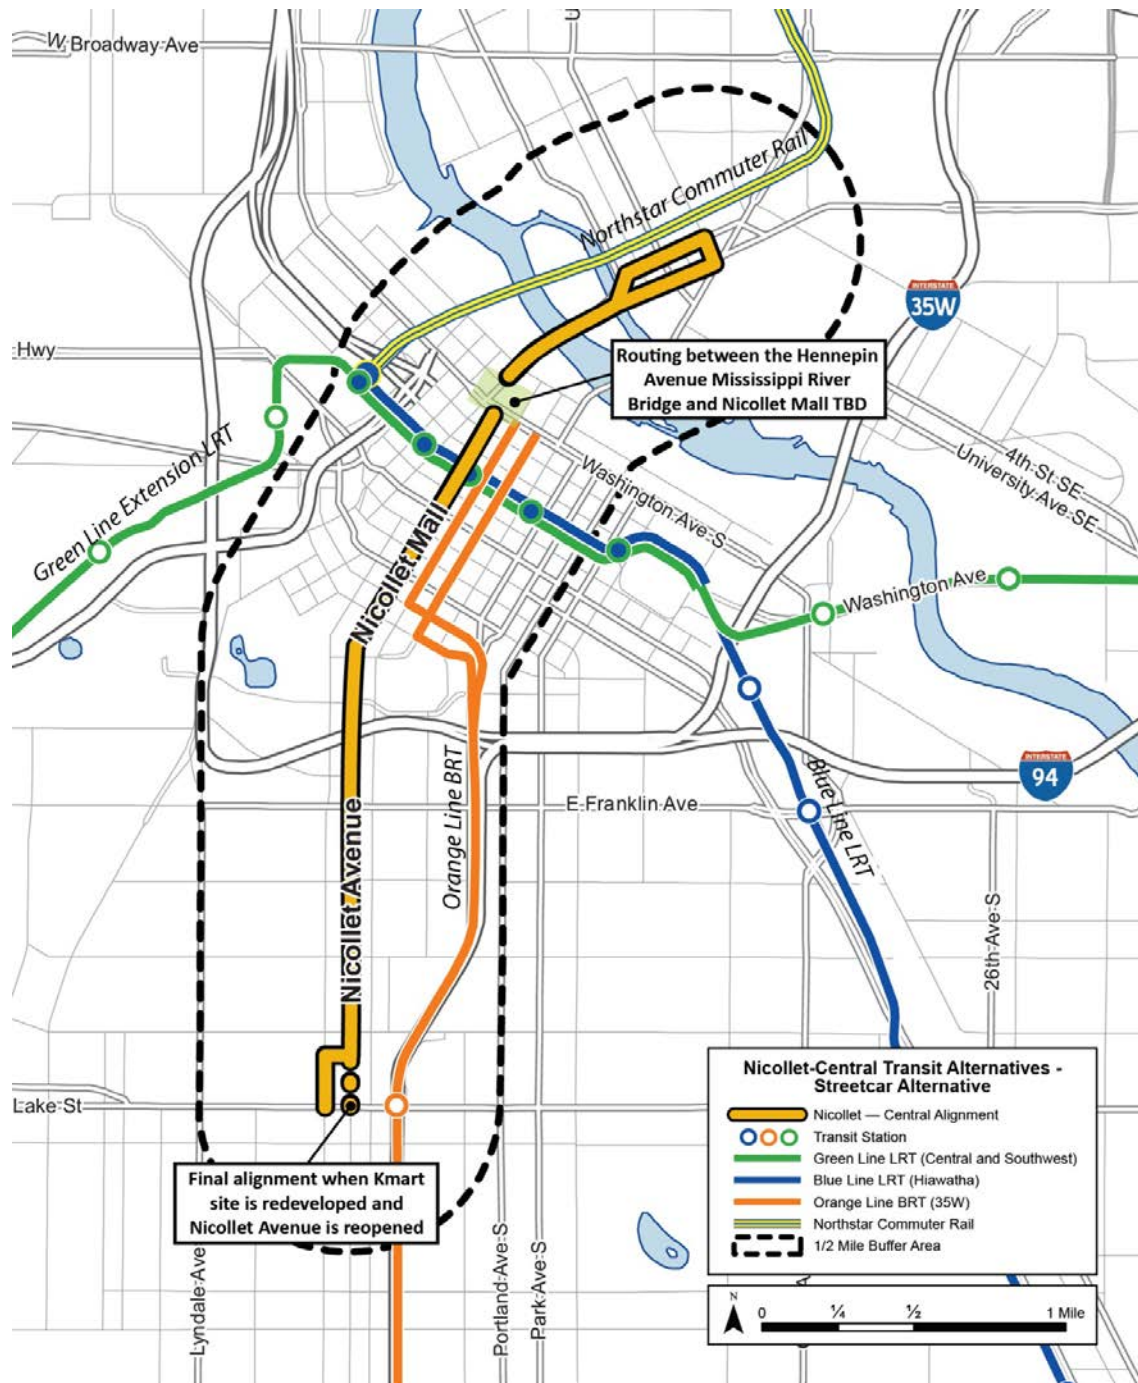 W Broadway Ave
Northstar Commuter Rail
INTERSTATE
35W
Hwy
Routing between the Hennepin
Avenue Mississippi River
Bridge and Nicollet Mall TBD
Green Line Extension LRT
Washington Ave S
4th St SE
University Ave SE
Nicollet Mall
Washington Ave
INTERSTATE
94
Orange Line BRT
Blue Line LRT
E Franklin Ave
Nicollet Avenue
26th Ave S
Lake St
Final alignment when Kmart
site is redeveloped and
Nicollet Avenue is reopened
Lyndale Ave
Portland Ave S
Park Ave S
Nicollet-Central Transit Alternatives -
Streetcar Alternative
Nicollet — Central Alignment
Transit Station
Green Line LRT (Central and Southwest)
Blue Line LRT (Hiawatha)
Orange Line BRT (35W)
Northstar Commuter Rail
1/2 Mile Buffer Area
N
0 ¼ ½ 1 Mile